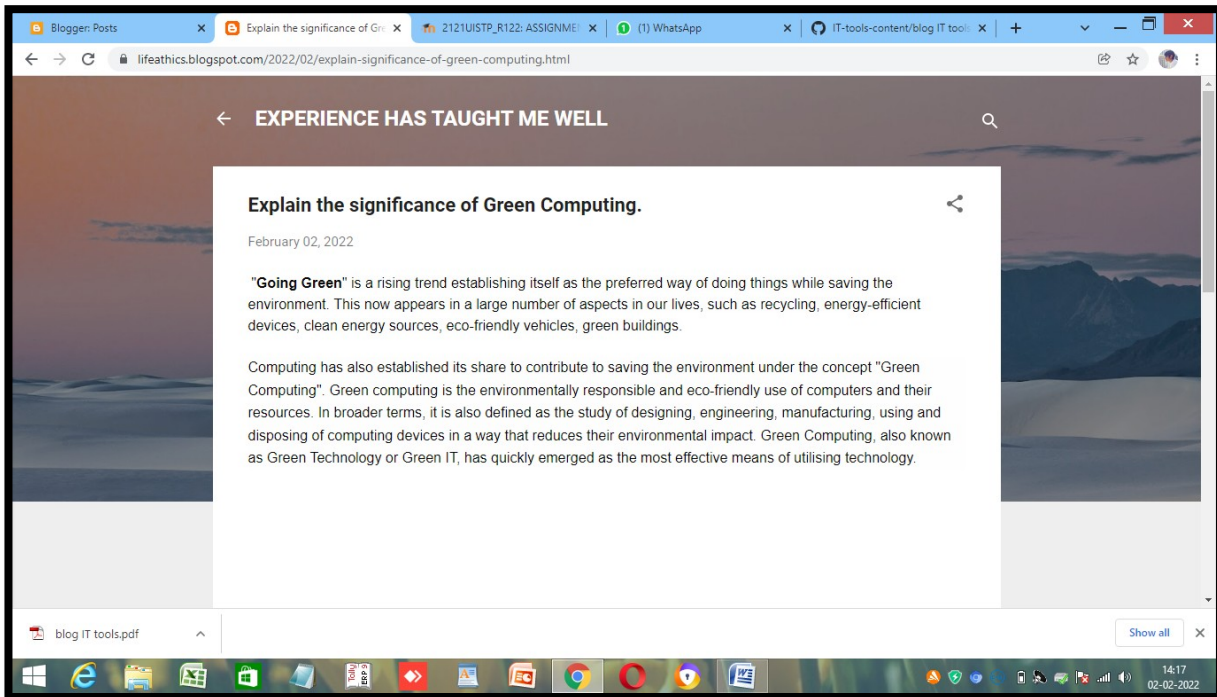 Blogger: Posts
Explain the significance of Gre
2121UISTP_R122: ASSIGNME
(1) WhatsApp
IT-tools-content/blog IT tools
lifeathics.blogspot.com/2022/02/explain-significance-of-green-computing.html
EXPERIENCE HAS TAUGHT ME WELL
Explain the significance of Green Computing.
February 02, 2022
"Going Green" is a rising trend establishing itself as the preferred way of doing things while saving the
environment. This now appears in a large number of aspects in our lives, such as recycling, energy-efficient
devices, clean energy sources, eco-friendly vehicles, green buildings.
Computing has also established its share to contribute to saving the environment under the concept "Green
Computing". Green computing is the environmentally responsible and eco-friendly use of computers and their
resources. In broader terms, it is also defined as the study of designing, engineering, manufacturing, using and
disposing of computing devices in a way that reduces their environmental impact. Green Computing, also known
as Green Technology or Green IT, has quickly emerged as the most effective means of utilising technology.
blog IT tools.pdf
Show all
Tally
ERP 9
14:17
02-02-2022